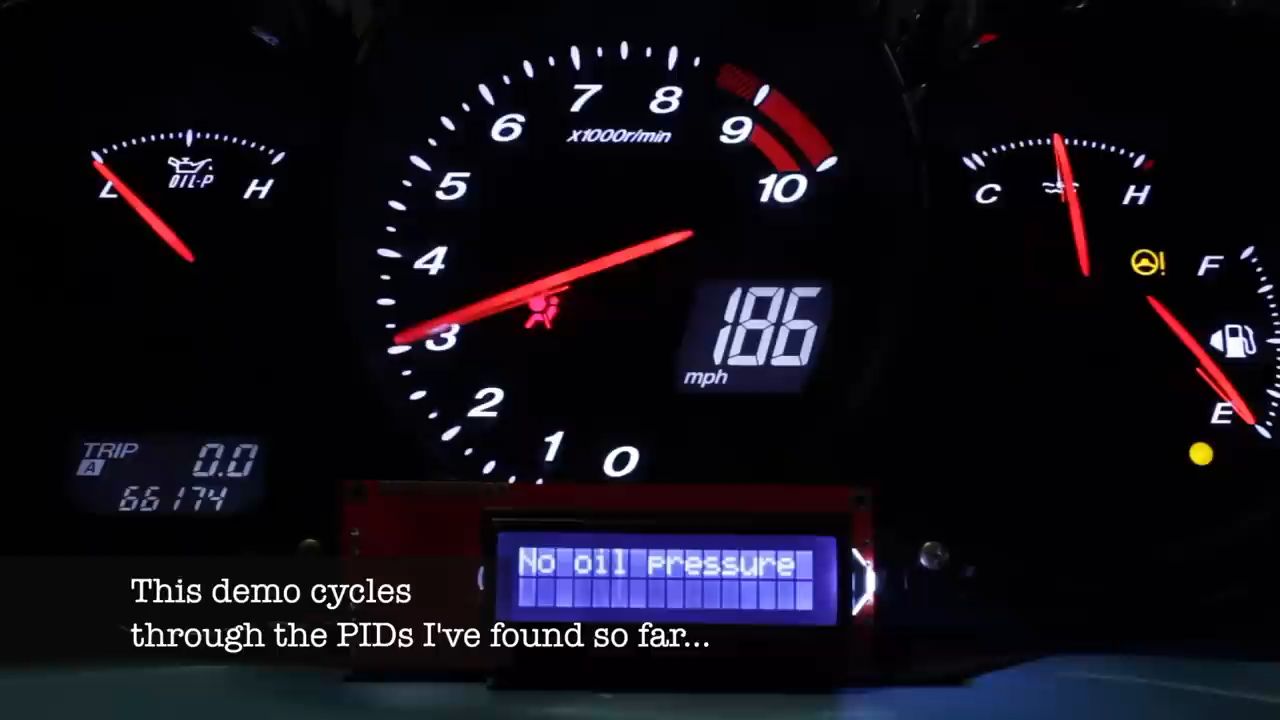 7 8
6 x1000r/min 9
OIL-P
L H
5 10
C H
4 F
186
3
mph
2 E
TRIP 0.0
A
1 0
66174
No oil pressure
This demo cycles
through the PIDs I've found so far...